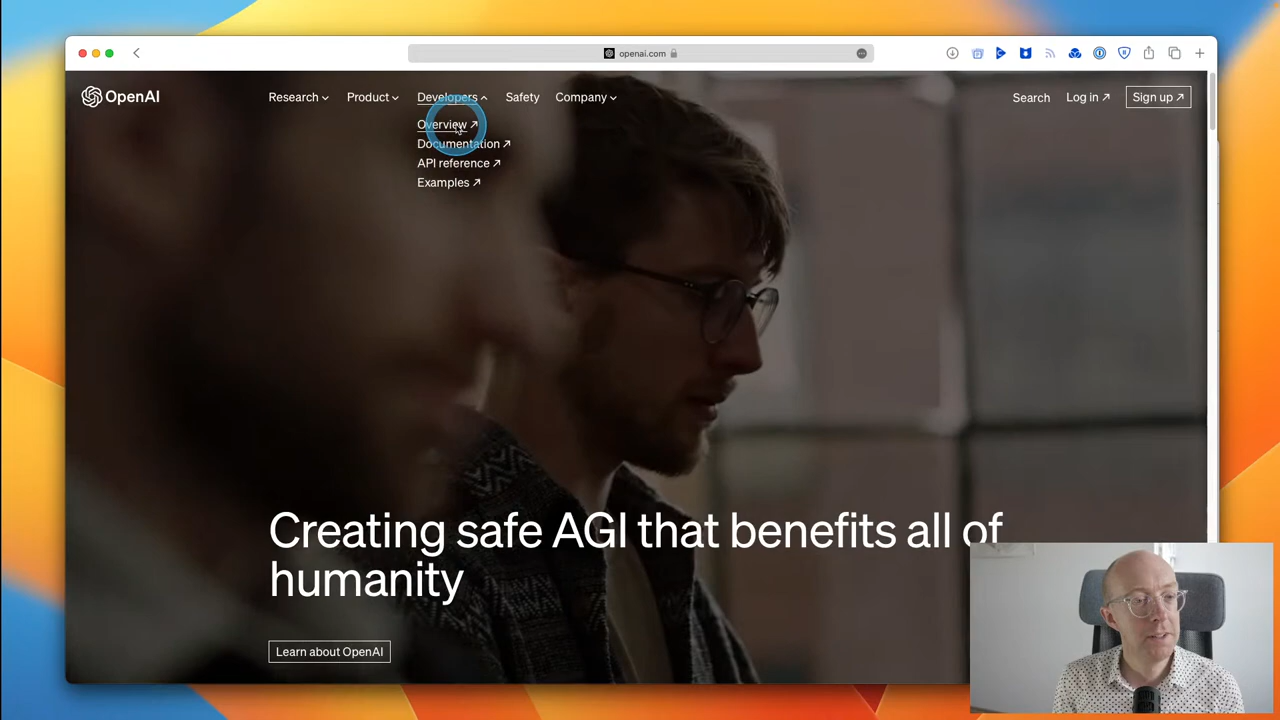 openai.com
OpenAI
Research
Product
Developers
Safety
Company
Search
Log in ↗
Sign up ↗
Overview ↗
Documentation ↗
API reference ↗
Examples ↗
Creating safe AGI that benefits all of
humanity
Learn about OpenAI